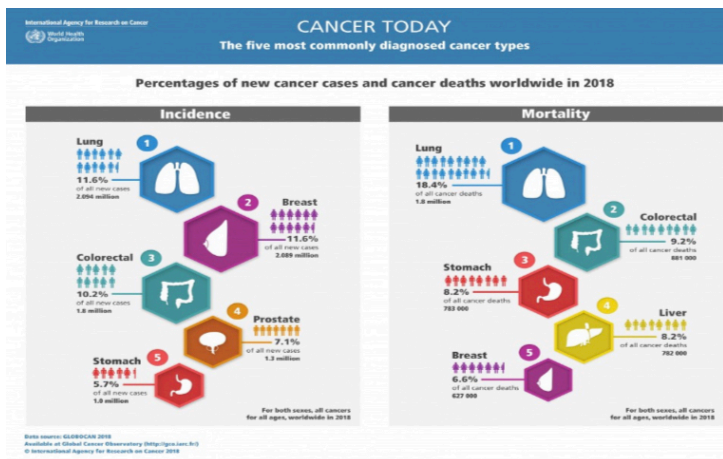 International Agency for Research on Cancer
World Health
Organization
CANCER TODAY
The five most commonly diagnosed cancer types
Percentages of new cancer cases and cancer deaths worldwide in 2018
Incidence
Lung
1
11.6%
of all new cases
2.094 million
2
Breast
11.6%
of all new cases
2.089 million
Colorectal
3
10.2%
of all new cases
1.8 million
4
Prostate
7.1%
of all new cases
1.3 million
Stomach
5
5.7%
of all new cases
1.0 million
For both sexes, all cancers
for all ages, worldwide in 2018
Mortality
Lung
1
18.4%
of all cancer deaths
1.8 million
2
Colorectal
9.2%
of all cancer deaths
881 000
Stomach
3
8.2%
of all cancer deaths
783 000
4
Liver
8.2%
of all cancer deaths
782 000
Breast
5
6.6%
of all cancer deaths
627 000
For both sexes, all cancers
for all ages, worldwide in 2018
Data source: GLOBOCAN 2018
Available at Global Cancer Observatory (http://gco.iarc.fr/)
© International Agency for Research on Cancer 2018